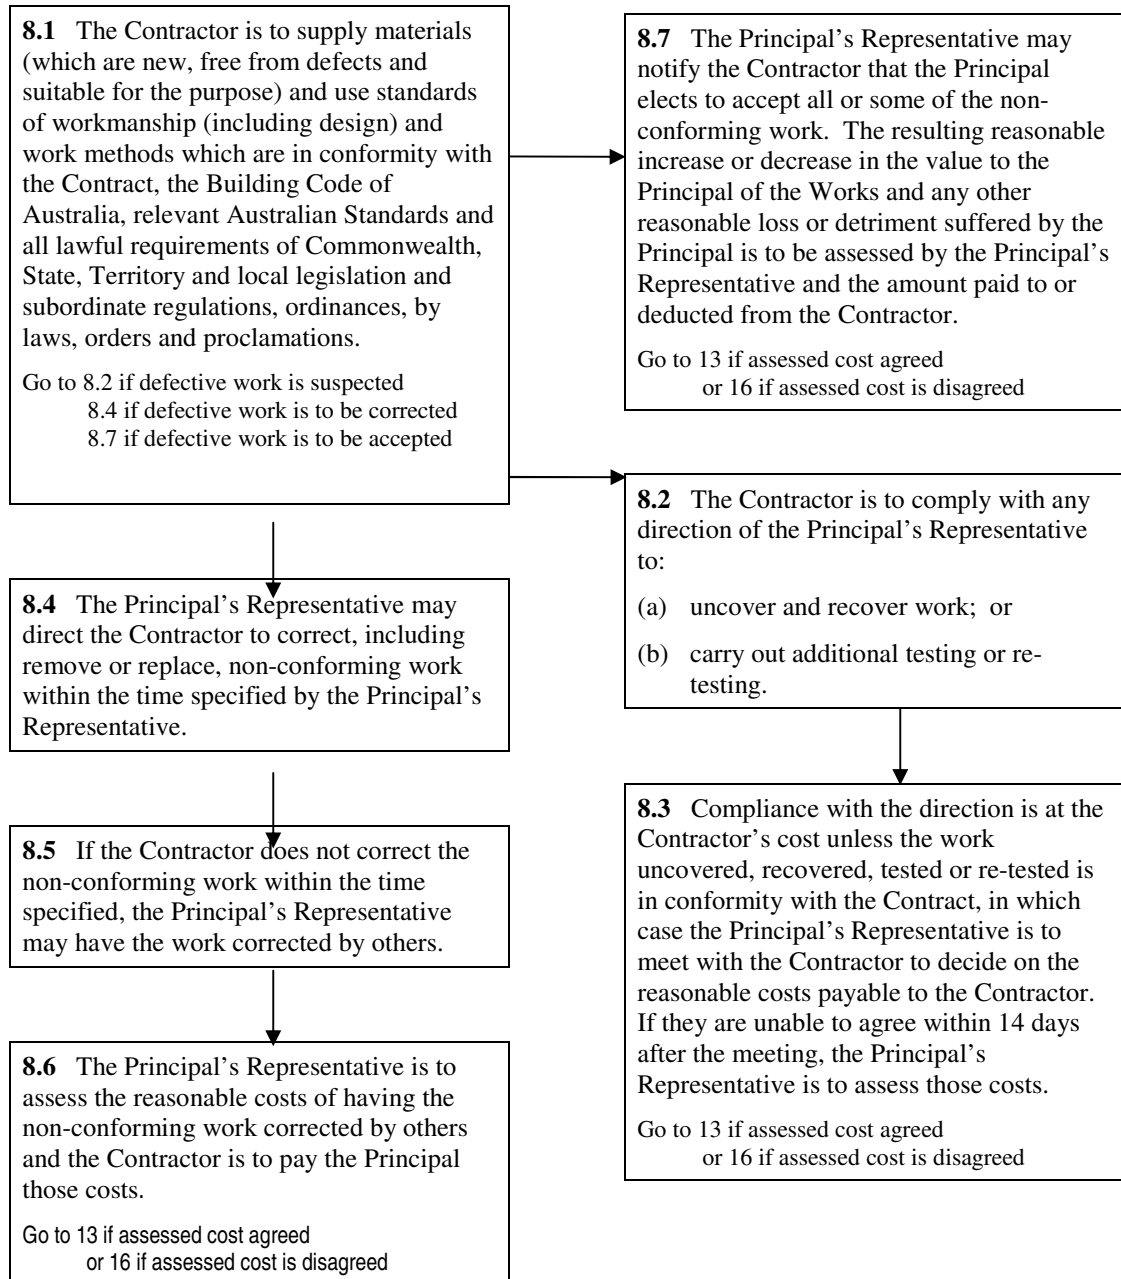 8.1 The Contractor is to supply materials
(which are new, free from defects and
suitable for the purpose) and use standards
of workmanship (including design) and
work methods which are in conformity with
the Contract, the Building Code of
Australia, relevant Australian Standards and
all lawful requirements of Commonwealth,
State, Territory and local legislation and
subordinate regulations, ordinances, by
laws, orders and proclamations.
Go to 8.2 if defective work is suspected
8.4 if defective work is to be corrected
8.7 if defective work is to be accepted
8.7 The Principal’s Representative may
notify the Contractor that the Principal
elects to accept all or some of the non-
conforming work. The resulting reasonable
increase or decrease in the value to the
Principal of the Works and any other
reasonable loss or detriment suffered by the
Principal is to be assessed by the Principal’s
Representative and the amount paid to or
deducted from the Contractor.
Go to 13 if assessed cost agreed
or 16 if assessed cost is disagreed
8.2 The Contractor is to comply with any
direction of the Principal’s Representative
to:
(a) uncover and recover work; or
(b) carry out additional testing or re-
testing.
8.4 The Principal’s Representative may
direct the Contractor to correct, including
remove or replace, non-conforming work
within the time specified by the Principal’s
Representative.
8.3 Compliance with the direction is at the
Contractor’s cost unless the work
uncovered, recovered, tested or re-tested is
in conformity with the Contract, in which
case the Principal’s Representative is to
meet with the Contractor to decide on the
reasonable costs payable to the Contractor.
If they are unable to agree within 14 days
after the meeting, the Principal’s
Representative is to assess those costs.
Go to 13 if assessed cost agreed
or 16 if assessed cost is disagreed
8.5 If the Contractor does not correct the
non-conforming work within the time
specified, the Principal’s Representative
may have the work corrected by others.
8.6 The Principal’s Representative is to
assess the reasonable costs of having the
non-conforming work corrected by others
and the Contractor is to pay the Principal
those costs.
Go to 13 if assessed cost agreed
or 16 if assessed cost is disagreed